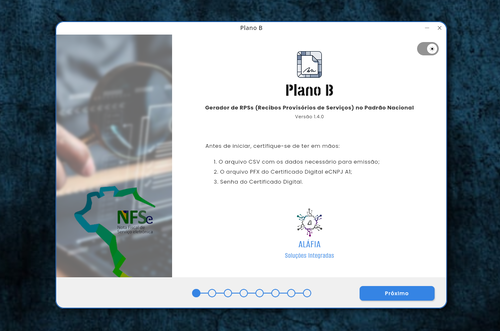 Plano B
Plano B
Gerador de RPSs (Recibos Provisórios de Serviços) no Padrão Nacional
Versão 1.4.0
Antes de iniciar, certifique-se de ter em mãos:
1. O arquivo CSV com os dados necessário para emissão;
2. O arquivo PFX do Certificado Digital eCNPJ A1;
3. Senha do Certificado Digital.
NFSe
ALÁFIA
Soluções Integradas
Próximo